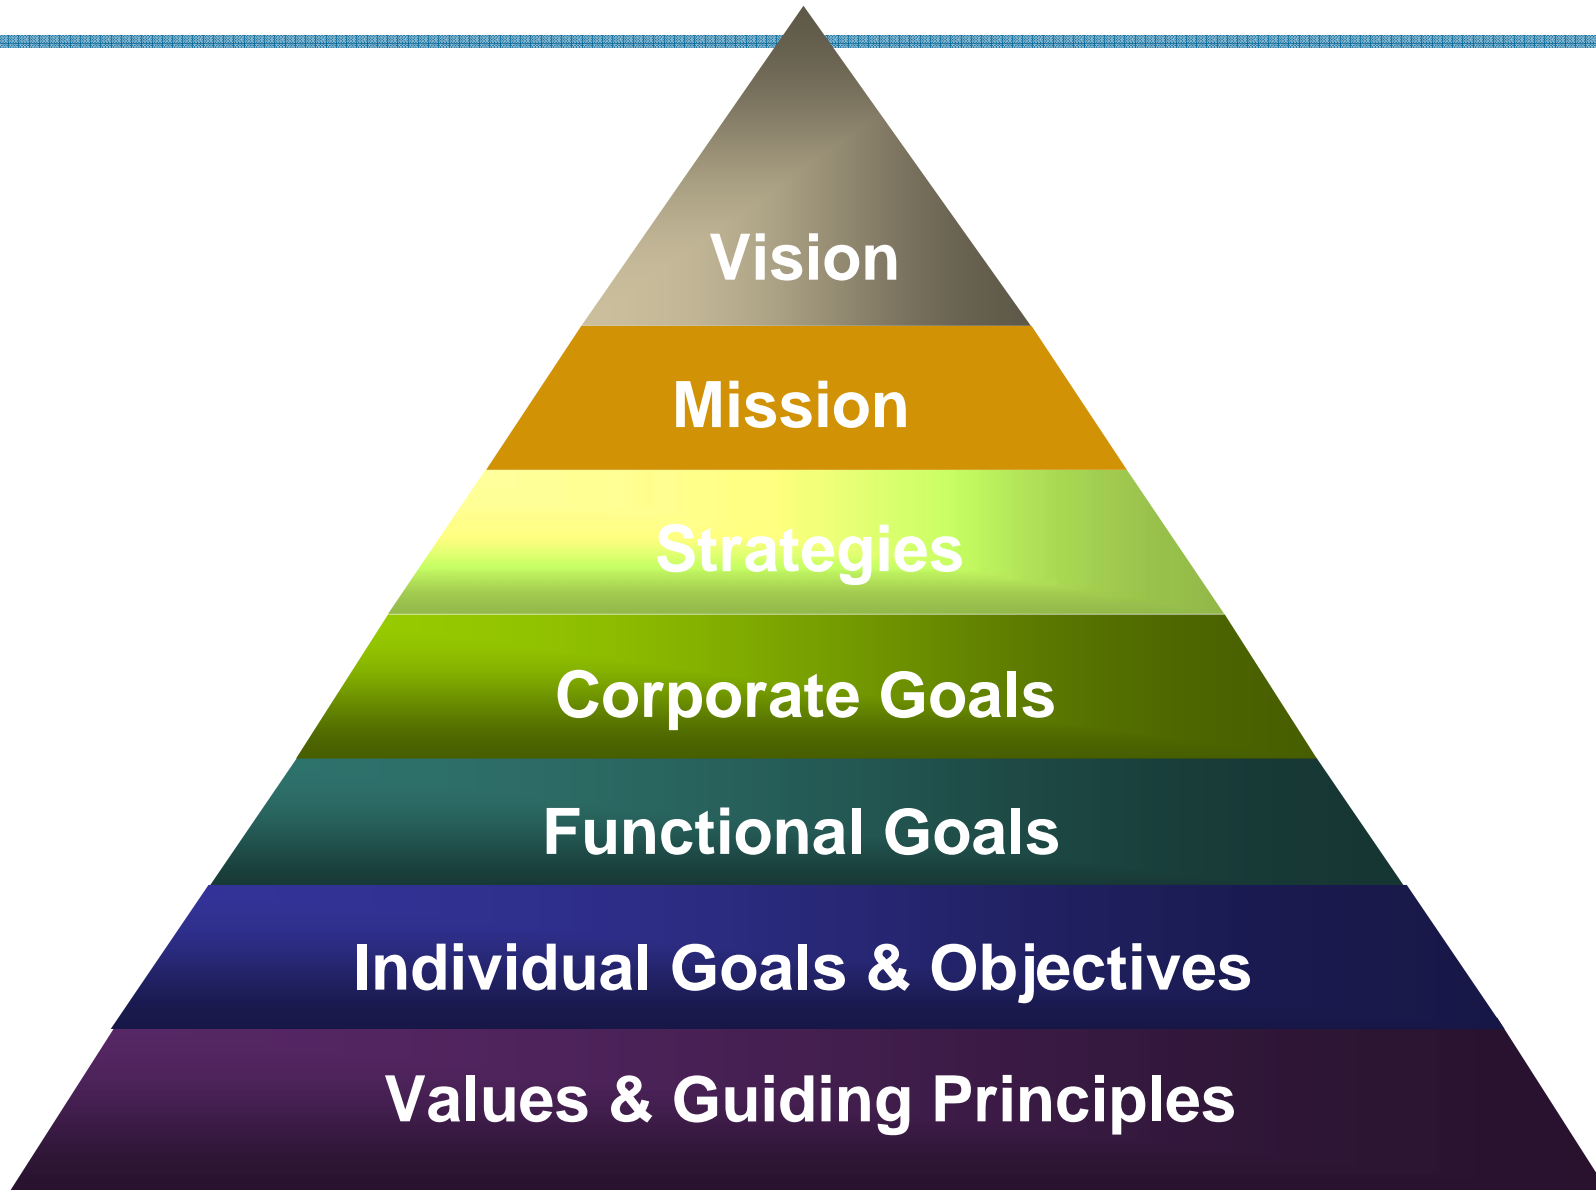 Vision
Mission
Strategies
Corporate Goals
Functional Goals
Individual Goals & Objectives
Values & Guiding Principles